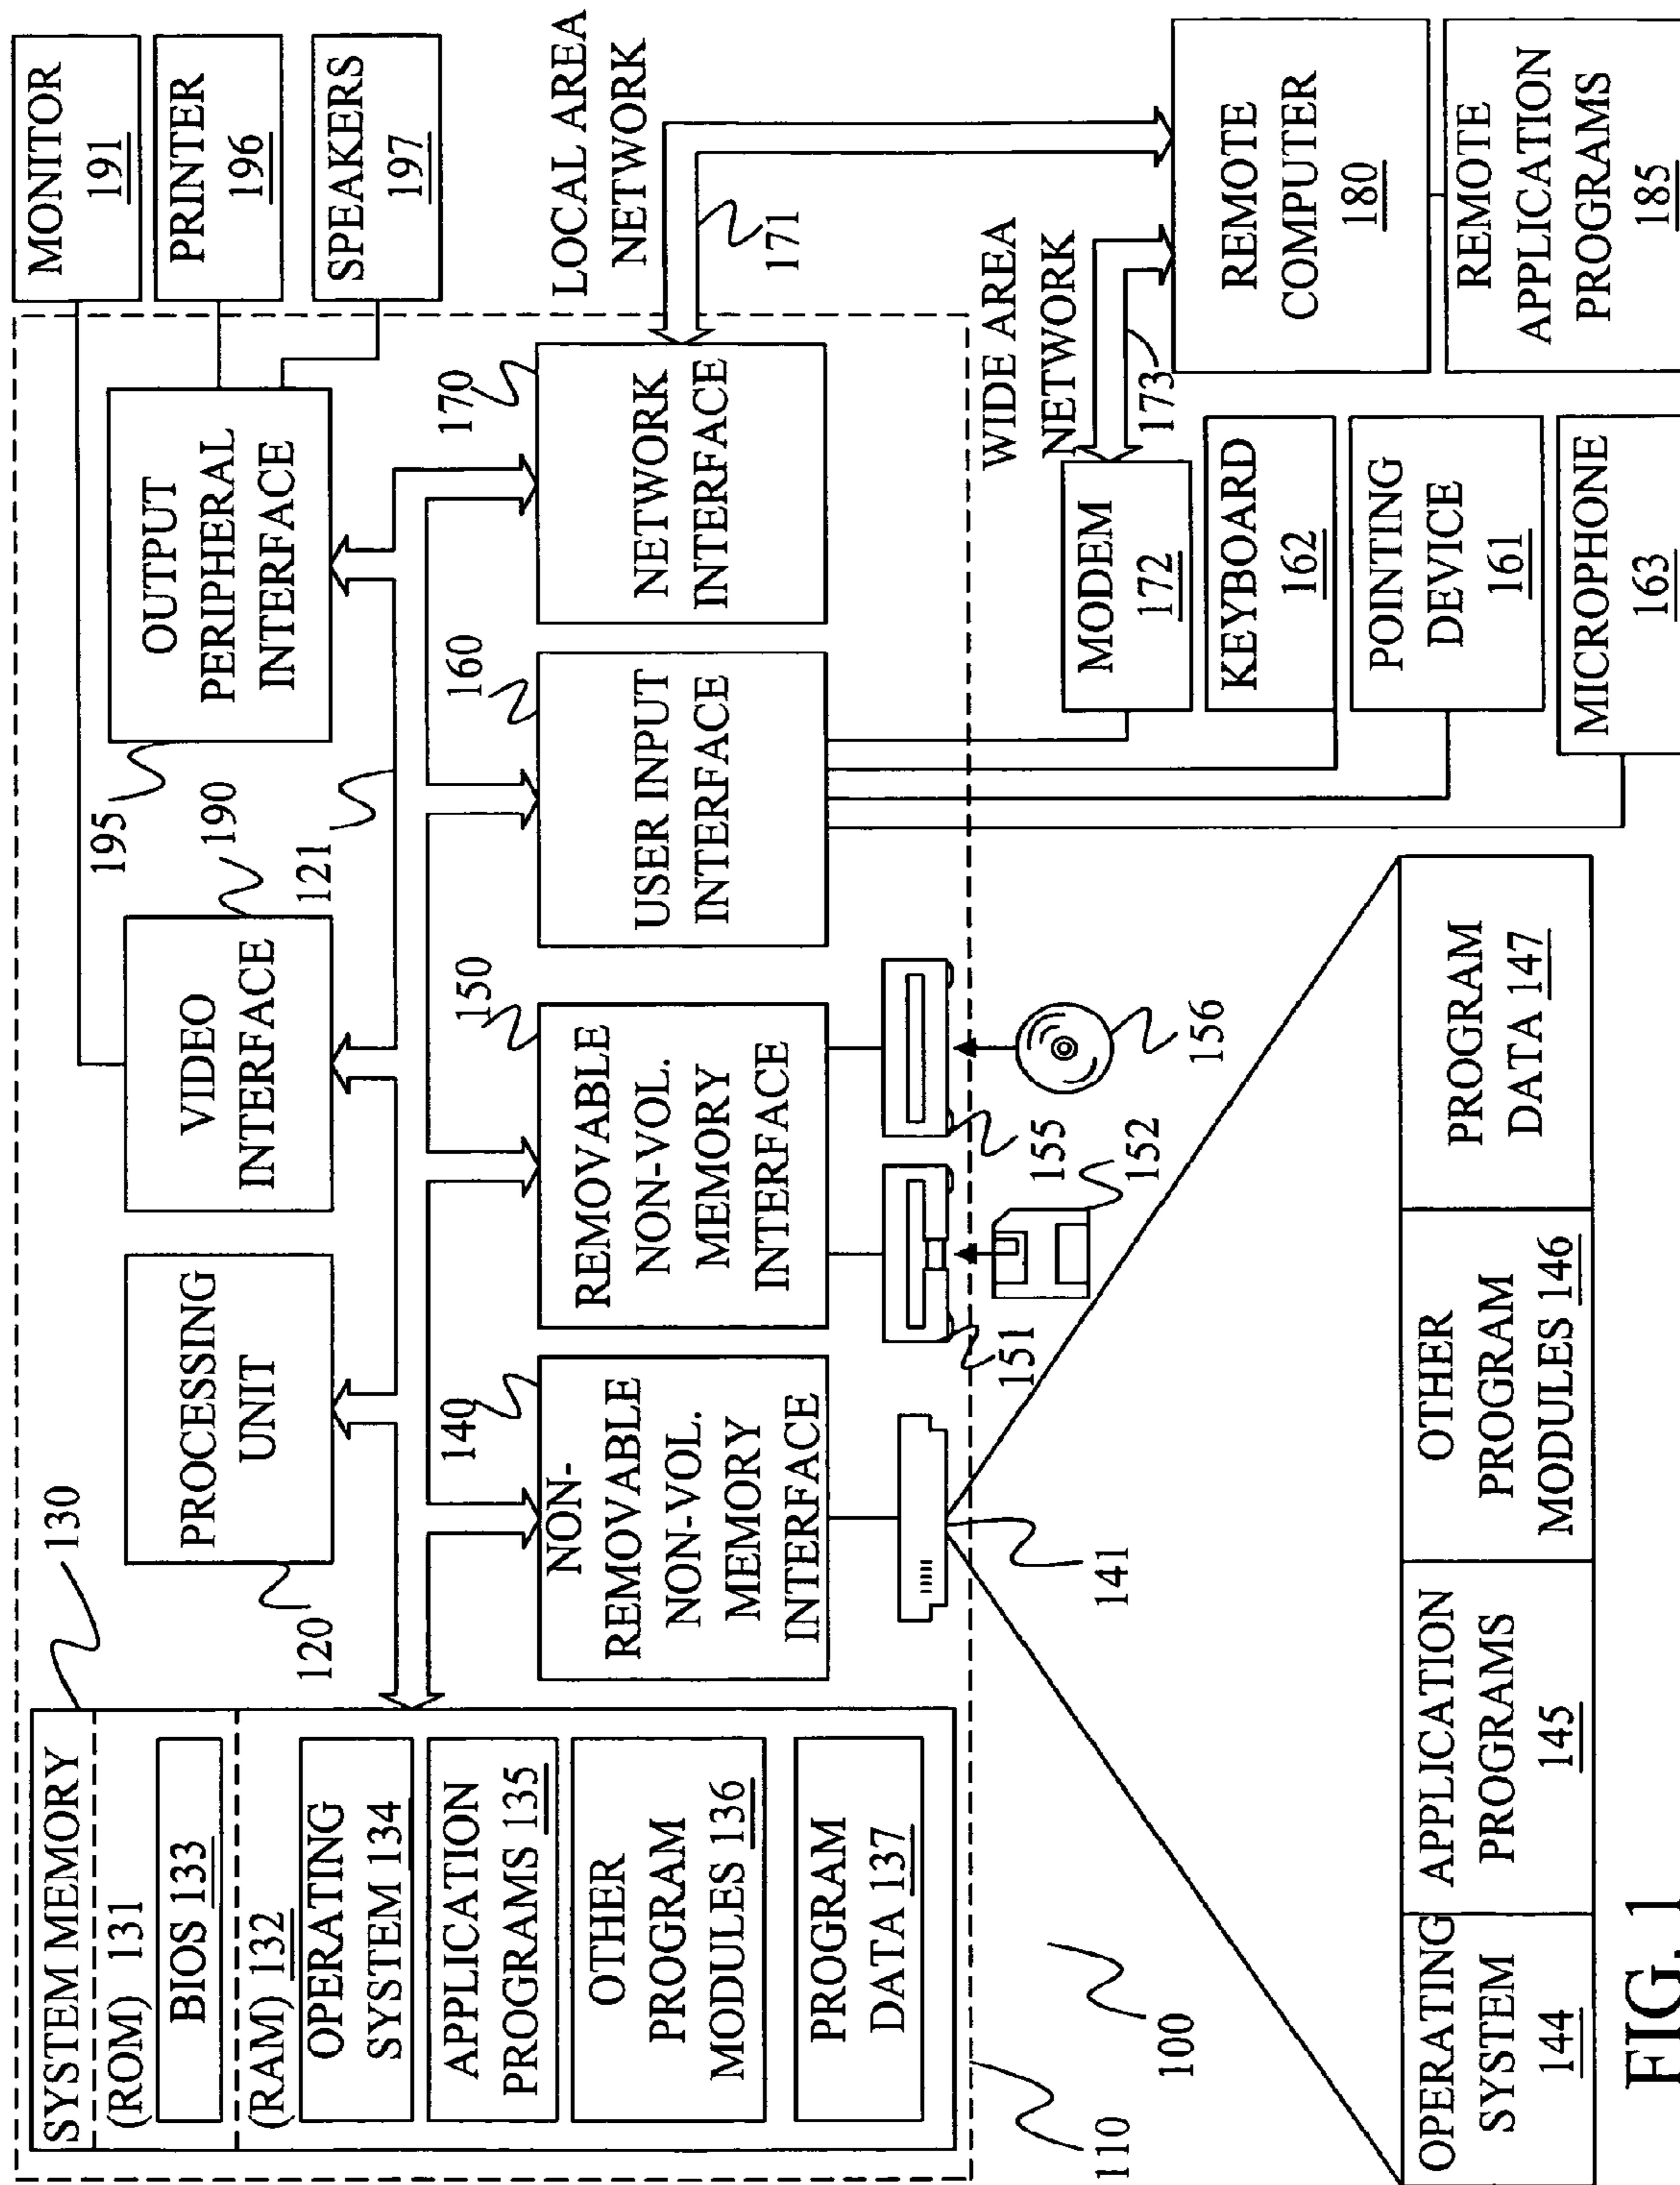 SYSTEM MEMORY
130
(ROM) 131
BIOS 133
(RAM) 132
OPERATING
SYSTEM 134
APPLICATION
PROGRAMS 135
OTHER
PROGRAM
MODULES 136
PROGRAM
DATA 137
PROCESSING
UNIT
120
VIDEO
INTERFACE
190
121
OUTPUT
PERIPHERAL
INTERFACE
195
MONITOR
191
PRINTER
196
SPEAKERS
197
140
NON-
REMOVABLE
NON-VOL.
MEMORY
INTERFACE
150
REMOVABLE
NON-VOL.
MEMORY
INTERFACE
160
USER INPUT
INTERFACE
170
NETWORK
INTERFACE
LOCAL AREA
NETWORK
171
141
151
152
155
156
WIDE AREA
NETWORK
173
MODEM
172
KEYBOARD
162
POINTING
DEVICE
161
MICROPHONE
163
REMOTE
COMPUTER
180
REMOTE
APPLICATION
PROGRAMS
185
110
100
OPERATING
SYSTEM
144
APPLICATION
PROGRAMS
145
OTHER
PROGRAM
MODULES 146
PROGRAM
DATA 147
FIG. 1